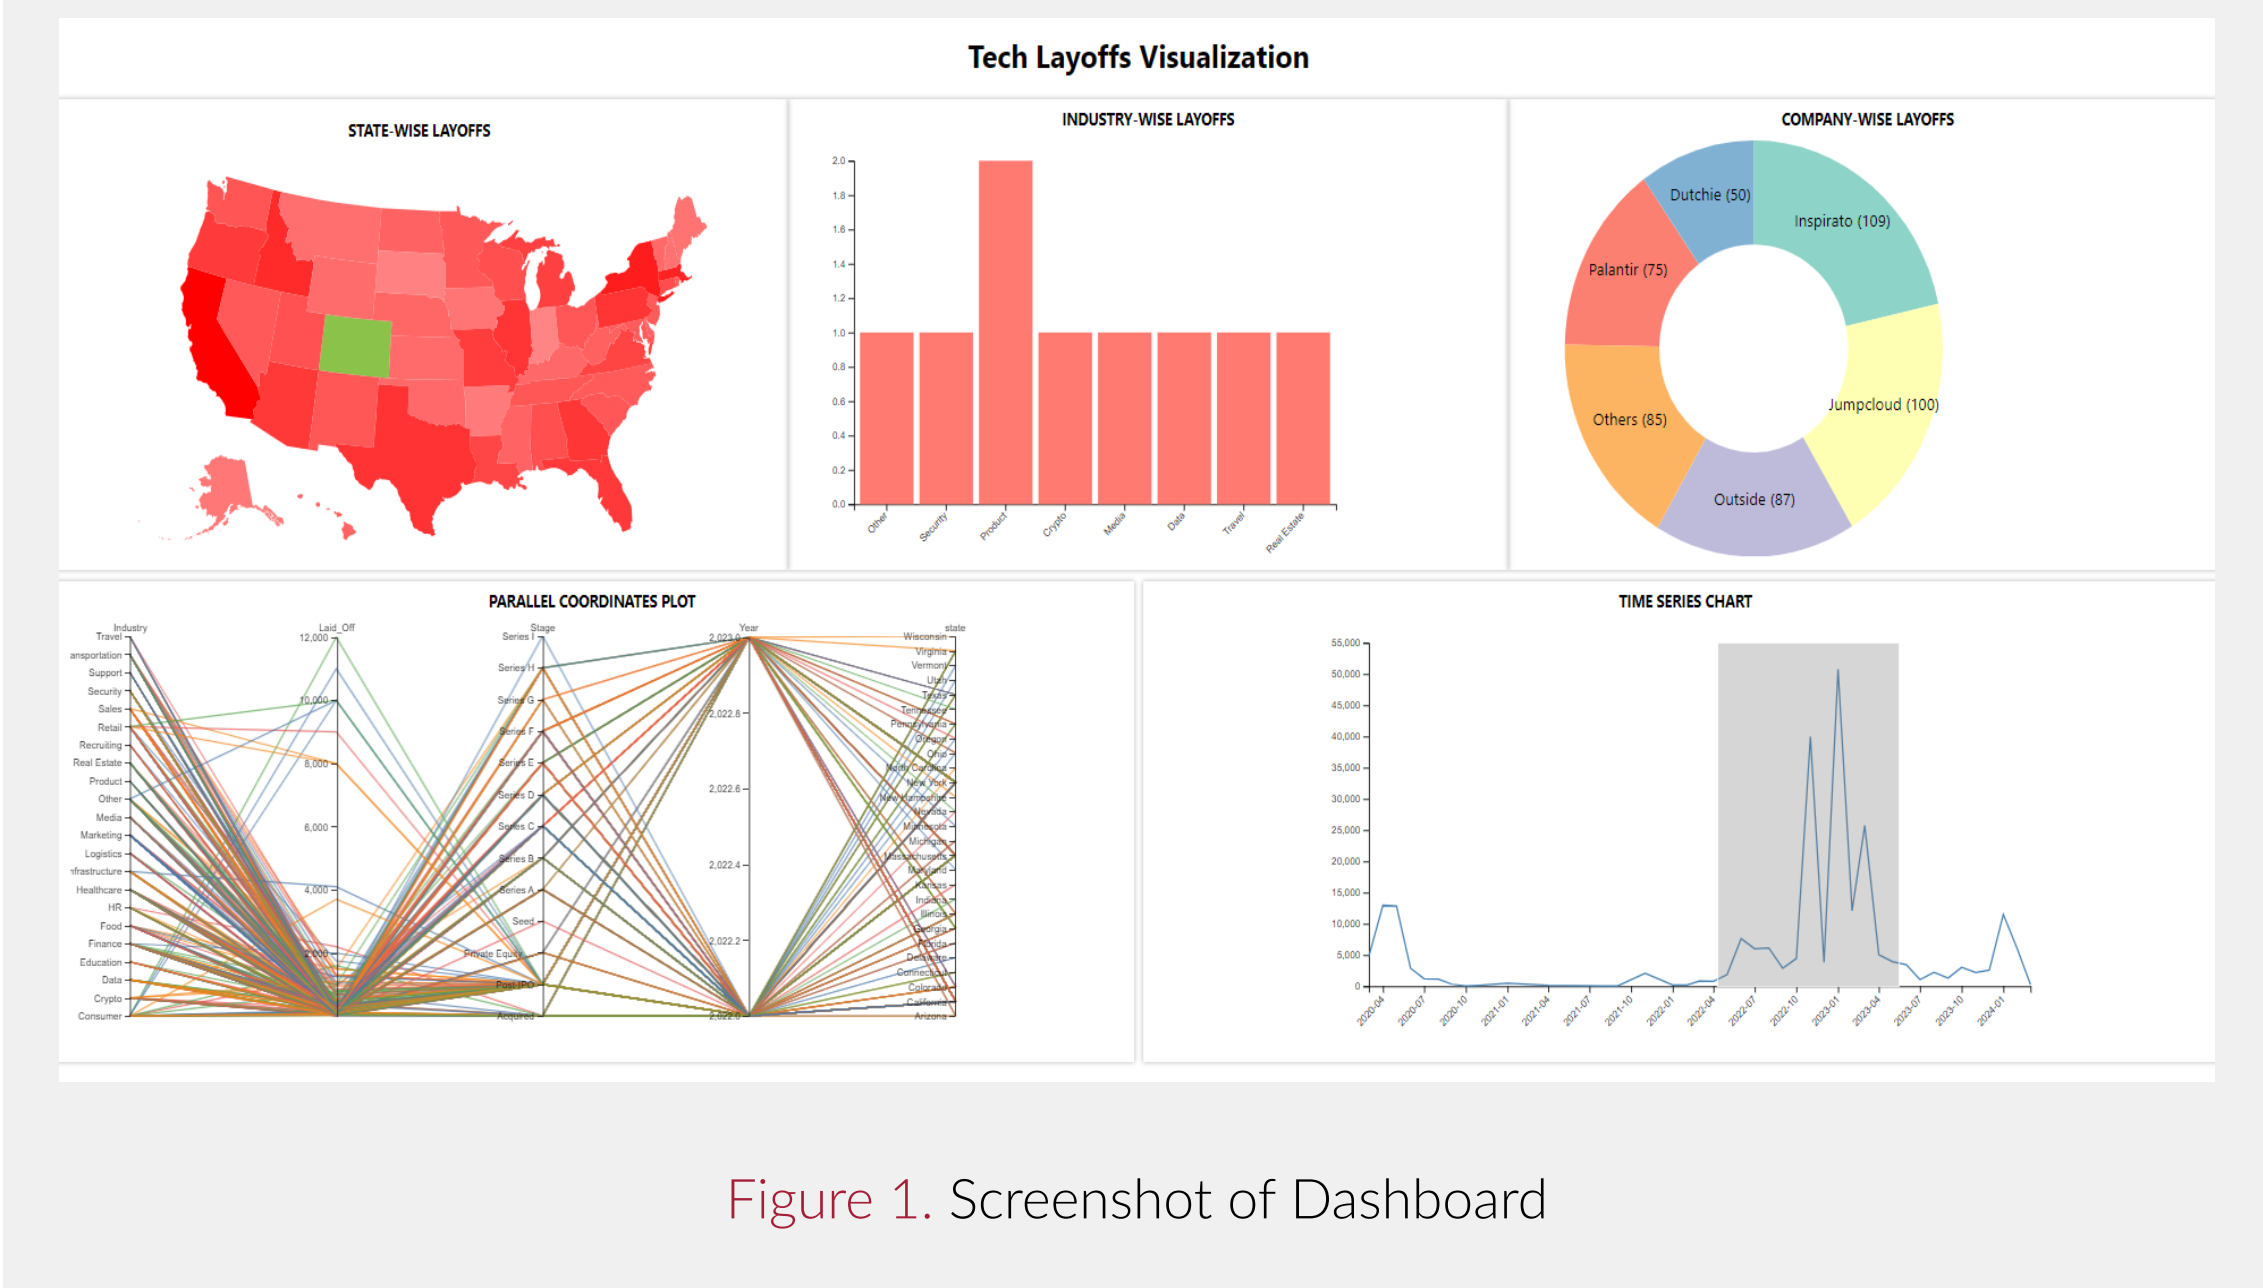 Tech Layoffs Visualization
STATE-WISE LAYOFFS
INDUSTRY-WISE LAYOFFS
2.0
1.8
1.6
1.4
1.2
1.0
0.8
0.6
0.4
0.2
0.0
Other
Security
Product
Crypto
Media
Data
Travel
Real Estate
COMPANY-WISE LAYOFFS
Dutchie (50)
Inspirato (109)
Palantir (75)
Jumpcloud (100)
Others (85)
Outside (87)
PARALLEL COORDINATES PLOT
Industry
Travel
ansportation
Support
Security
Sales
Retail
Recruiting
Real Estate
Product
Other
Media
Marketing
Logistics
nfrastructure
Healthcare
HR
Food
Finance
Education
Data
Crypto
Consumer
Laid_Off
12,000
10,000
8,000
6,000
4,000
2,000
Stage
Series I
Series H
Series G
Series F
Series E
Series D
Series C
Series B
Series A
Seed
Private Equity
Post-IPO
Acquired
Year
2,023.0
2,022.8
2,022.6
2,022.4
2,022.2
2,022.0
state
Wisconsin
Virginia
Vermont
Utah
Texas
Tennessee
Pennsylvania
Oregon
Ohio
North Carolina
New York
New Hampshire
Nevada
Minnesota
Michigan
Massachusetts
Maryland
Kansas
Indiana
Illinois
Georgia
Florida
Delaware
Connecticut
Colorado
California
Arizona
TIME SERIES CHART
55,000
50,000
45,000
40,000
35,000
30,000
25,000
20,000
15,000
10,000
5,000
0
2020-04
2020-07
2020-10
2021-01
2021-04
2021-07
2021-10
2022-01
2022-04
2022-07
2022-10
2023-01
2023-04
2023-07
2023-10
2024-01
Figure 1. Screenshot of Dashboard